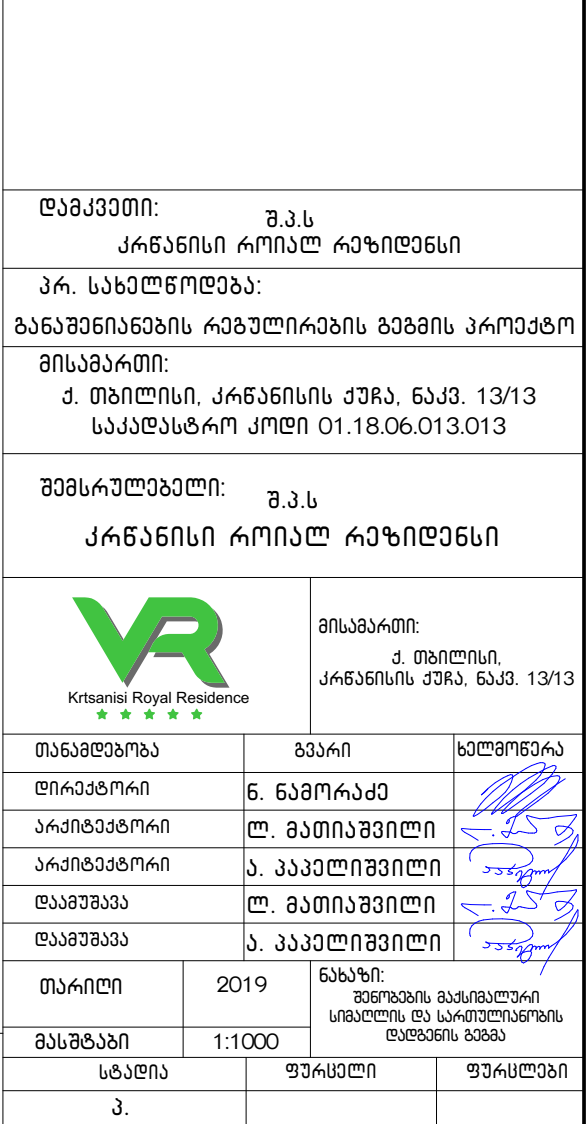 დამკვეთი:
შ.პ.ს
კრწანისი როიალ რეზიდენსი
პრ. სახელწოდება:
განაშენიანების რეგულირების გეგმის პროექტი
მისამართი:
ქ. თბილისი, კრწანისის ქუჩა, ნაკვ. 13/13
საკადასტრო კოდი 01.18.06.013.013
შემსრულებელი:
შ.პ.ს
კრწანისი როიალ რეზიდენსი
VR
Krtsanisi Royal Residence
მისამართი:
ქ. თბილისი,
კრწანისის ქუჩა, ნაკვ. 13/13
თანამდებობა გვარი ხელმოწერა
დირექტორი ნ. ნამორაძე
არქიტექტორი ლ. მათიაშვილი
არქიტექტორი ა. პაპელიშვილი
დაამუშავა ლ. მათიაშვილი
დაამუშავა ა. პაპელიშვილი
თარიღი 2019
ნახაზი:
შენობების მაქსიმალური
სიმაღლის და სართულიანობის
დადგენის გეგმა
მასშტაბი 1:1000
სტადია ფურცელი ფურცლები
პ.